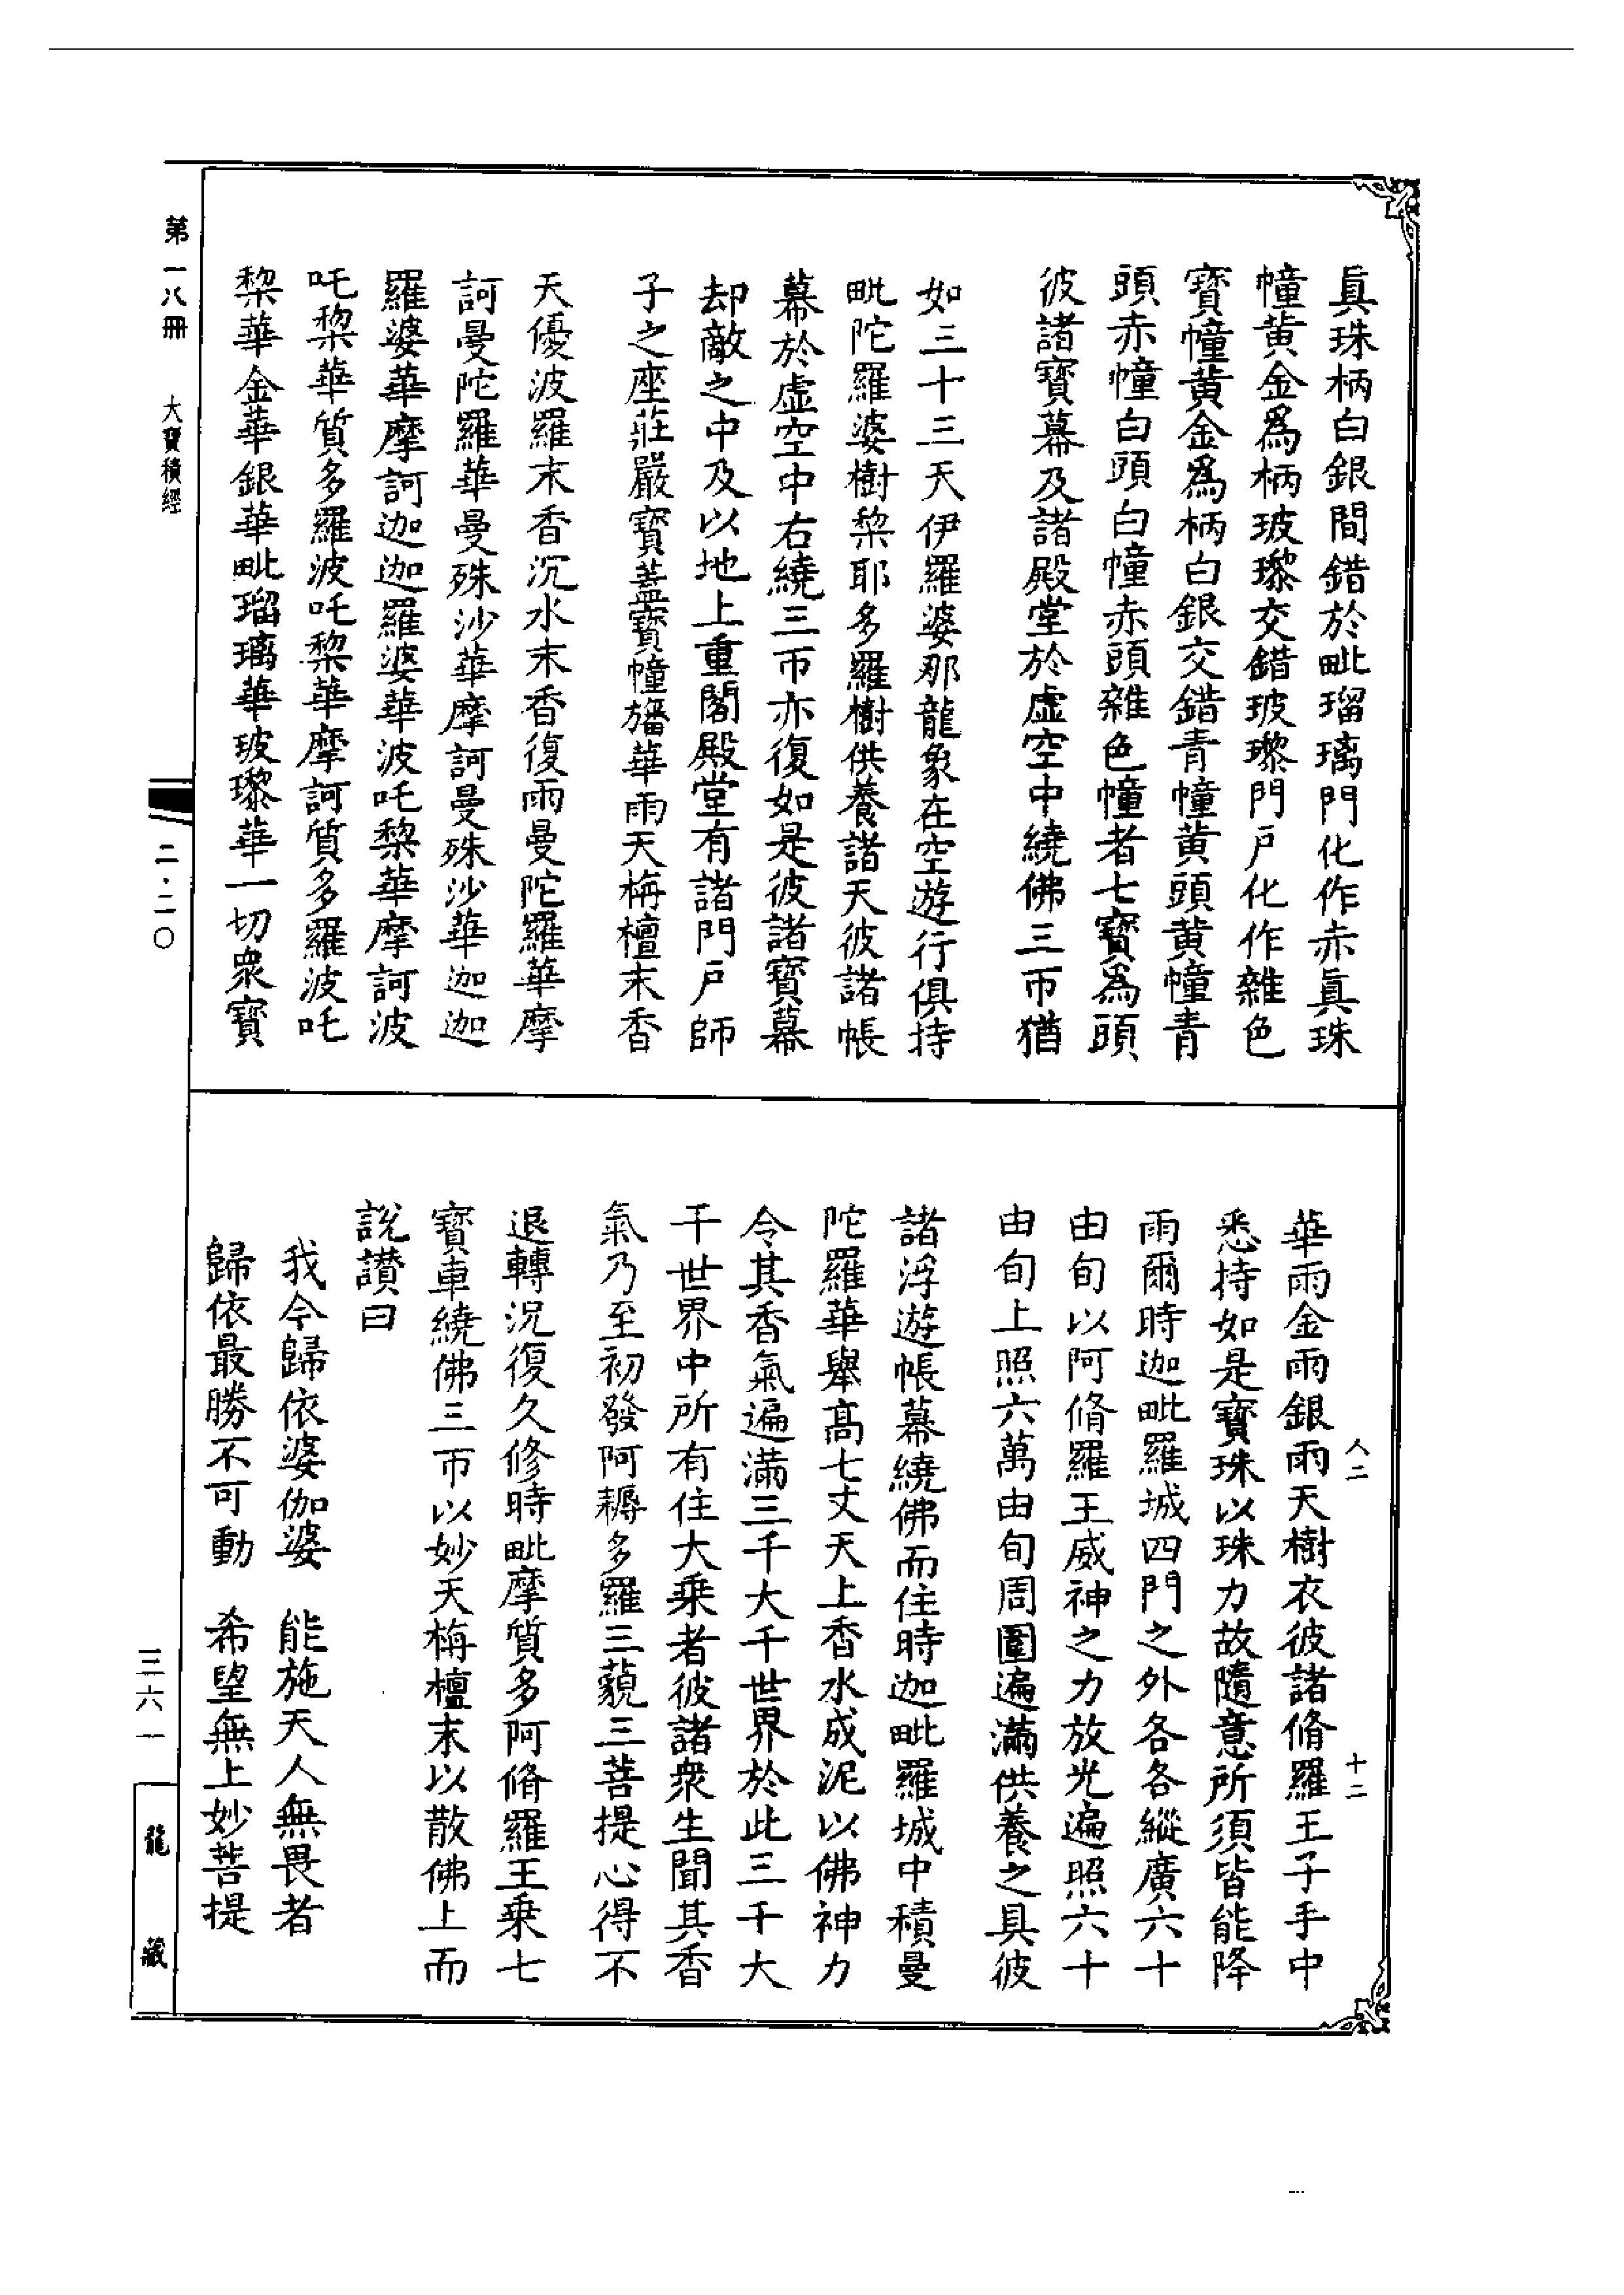 真珠柄白銀間錯於毗瑠璃門化作赤真珠
幢黄金爲柄玻瓈交錯玻瓈門戶化作雜色
寶幢黄金爲柄白銀交錯青幢黄頭黄幢青
頭赤幢白頭白幢赤頭雜色幢者七寶爲頭
彼諸寶幕及諸殿堂於虛空中繞佛三帀猶
如三十三天伊羅婆那龍象在空遊行俱持
毗陀羅婆樹棃耶多羅樹供養諸天彼諸帳
幕於虛空中右繞三帀亦復如是彼諸寶幕
却敵之中及以地上重閣殿堂有諸門戶師
子之座莊嚴寶蓋寶幢旛華雨天栴檀末香
天優波羅末香沉水末香復雨曼陀羅華摩
訶曼陀羅華曼殊沙華摩訶曼殊沙華迦迦
羅婆華摩訶迦迦羅婆華波吒棃華摩訶波
吒棃華質多羅波吒棃華摩訶質多羅波吒
棃華金華銀華毗瑠璃華玻瓈華一切衆寶
第一八冊 大寶積經
二·二〇
人二 十二
華雨金雨銀雨天樹衣彼諸脩羅王子手中
悉持如是寶珠以珠力故隨意所須皆能降
雨爾時迦毗羅城四門之外各各縱廣六十
由旬以阿脩羅王威神之力放光遍照六十
由旬上照六萬由旬周圍遍滿供養之具彼
諸浮遊帳幕繞佛而住時迦毗羅城中積曼
陀羅華舉高七丈天上香水成泥以佛神力
令其香氣遍滿三千大千世界於此三千大
千世界中所有住大乗者彼諸衆生聞其香
氣乃至初發阿耨多羅三藐三菩提心得不
退轉況復久修時毗摩質多阿脩羅王乗七
寶車繞佛三帀以妙天栴檀末以散佛上而
說讃曰
我今歸依婆伽婆 能施天人無畏者
歸依最勝不可動 希望無上妙菩提
三六一
龍藏